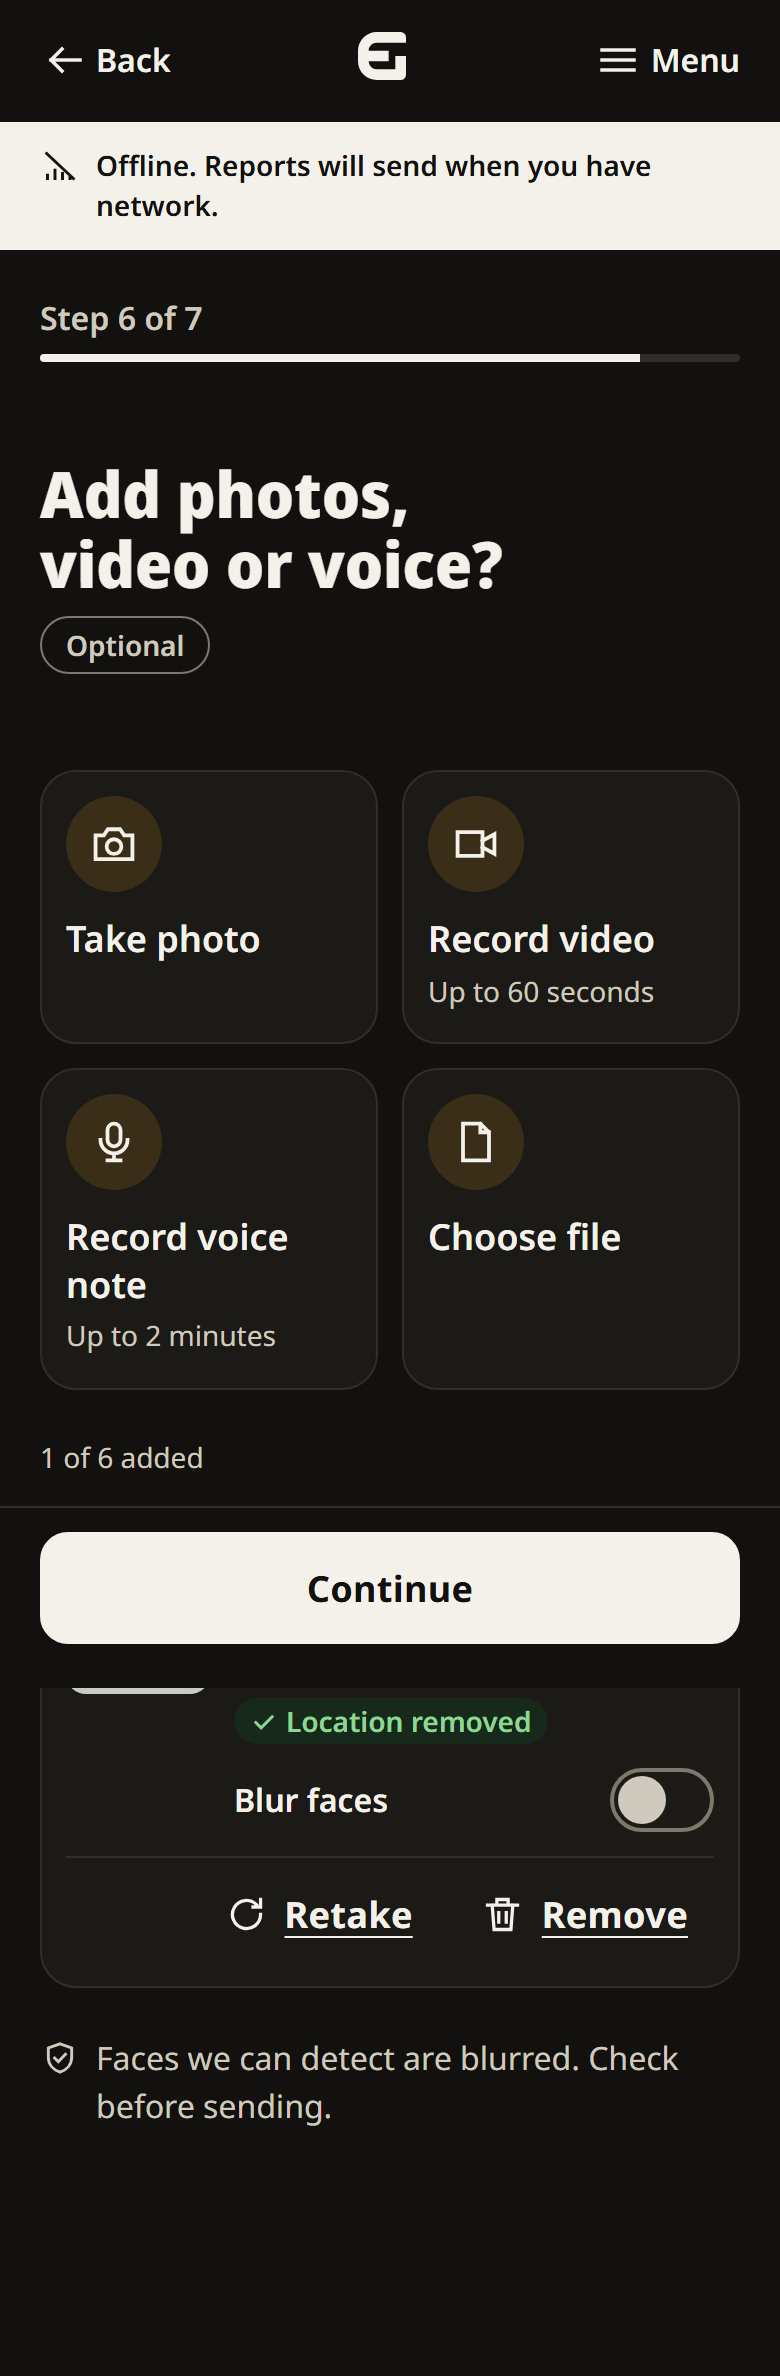 Back
Menu
Offline. Reports will send when you have
network.
Step 6 of 7
Add photos,
video or voice?
Optional
Take photo
Record video
Up to 60 seconds
Record voice
note
Up to 2 minutes
Choose file
1 of 6 added
Continue
Location removed
Blur faces
Retake
Remove
Faces we can detect are blurred. Check
before sending.